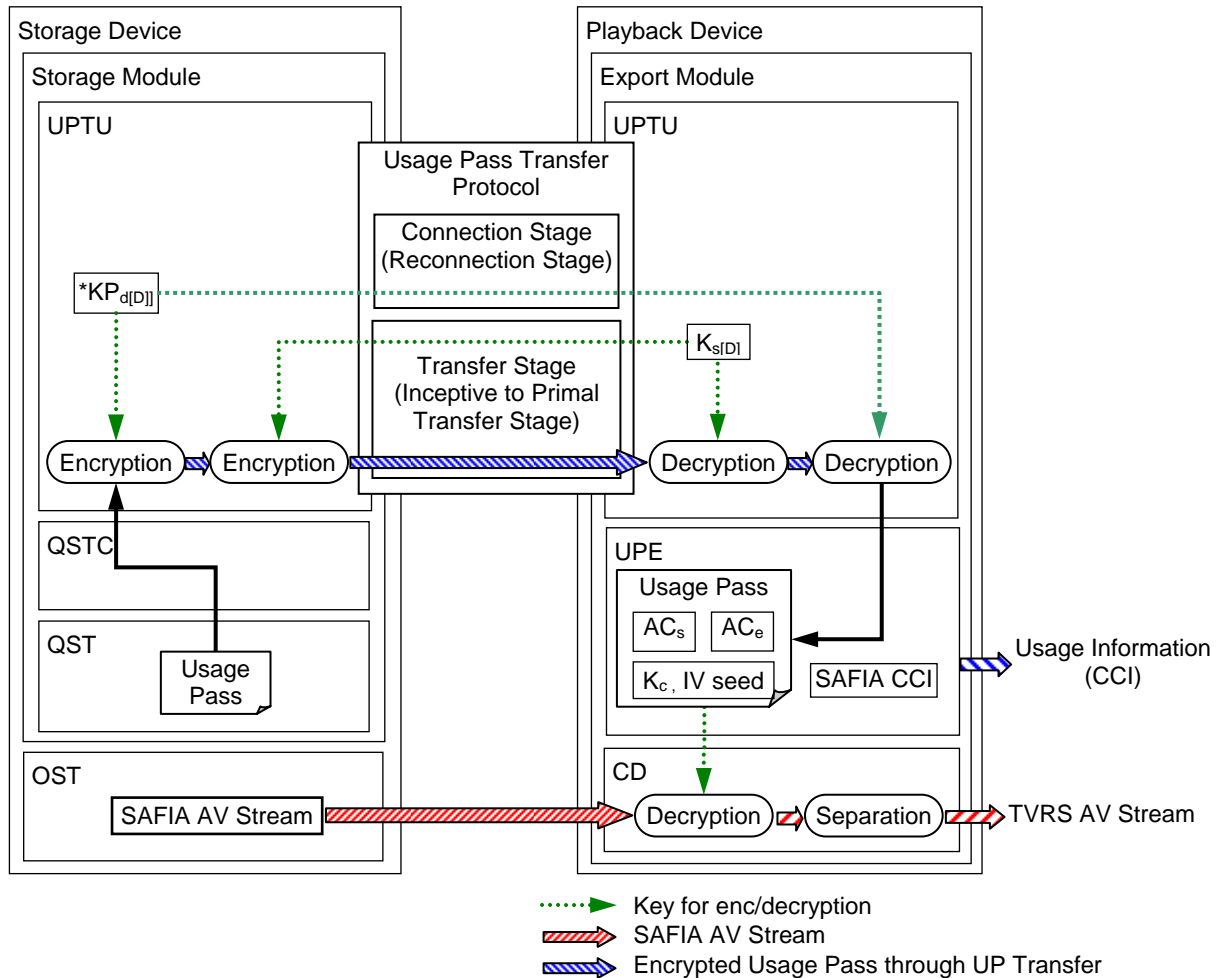 Storage Device
Storage Module
UPTU
Playback Device
Export Module
UPTU
Usage Pass Transfer
Protocol
Connection Stage
(Reconnection Stage)
*KPd[D]]
Ks[D]
Transfer Stage
(Inceptive to Primal
Transfer Stage)
Encryption
Encryption
Decryption
Decryption
QSTC
QST
Usage
Pass
UPE
Usage Pass
ACs
ACe
Kc , IV seed
SAFIA CCI
Usage Information
(CCI)
OST
SAFIA AV Stream
CD
Decryption
Separation
TVRS AV Stream
Key for enc/decryption
SAFIA AV Stream
Encrypted Usage Pass through UP Transfer